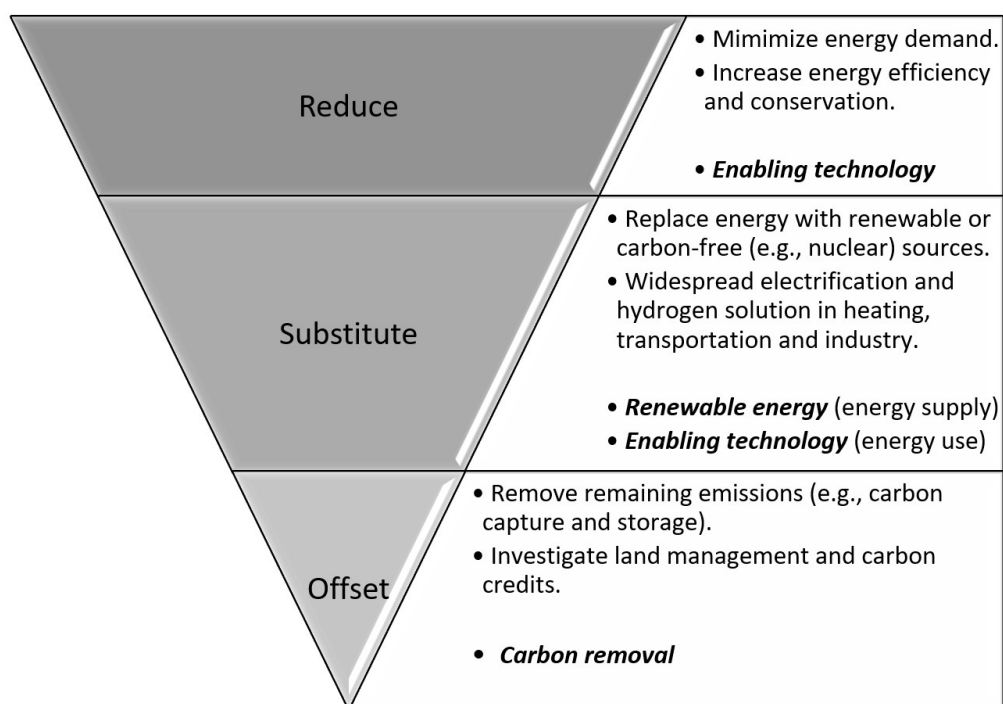 Reduce
• Mimimize energy demand.
• Increase energy efficiency
and conservation.
• Enabling technology
Substitute
• Replace energy with renewable or
carbon-free (e.g., nuclear) sources.
• Widespread electrification and
hydrogen solution in heating,
transportation and industry.
• Renewable energy (energy supply)
• Enabling technology (energy use)
Offset
• Remove remaining emissions (e.g., carbon
capture and storage).
• Investigate land management and carbon
credits.
• Carbon removal